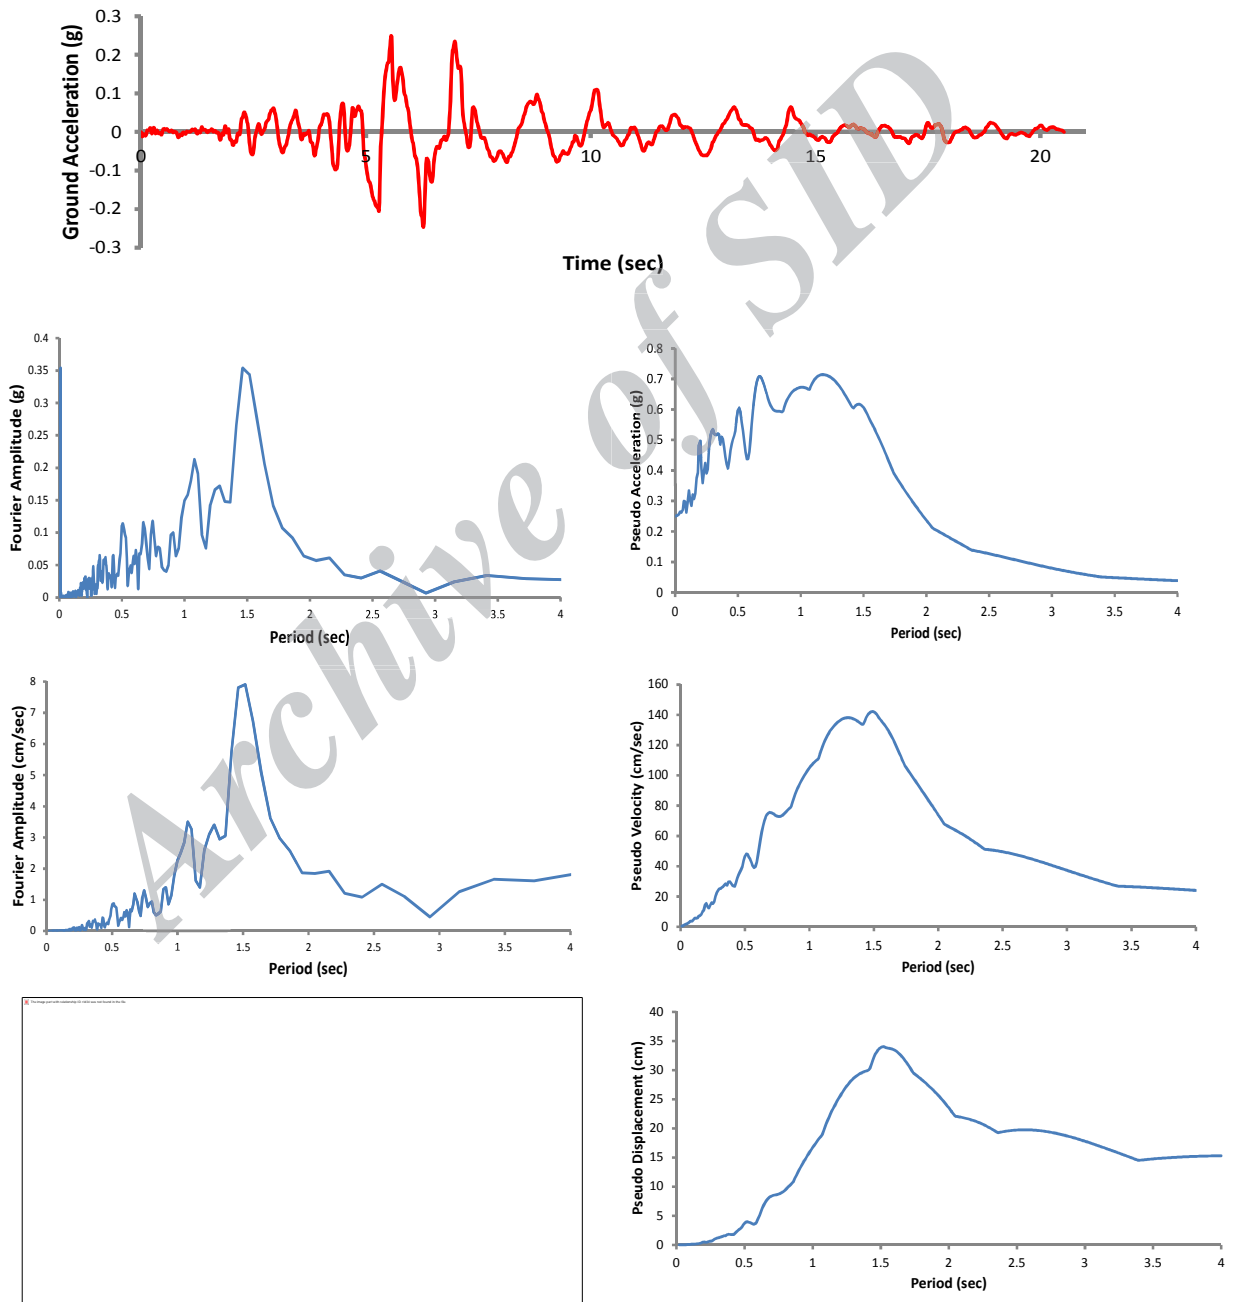 0.3
0.2
0.1
0
-0.1
-0.2
-0.3
Ground Acceleration (g)
0 5 10 15 20
Time (sec)
0.4
0.35
0.3
0.25
0.2
0.15
0.1
0.05
0
Fourier Amplitude (g)
0 0.5 1 1.5 2 2.5 3 3.5 4
Period (sec)
0.8
0.7
0.6
0.5
0.4
0.3
0.2
0.1
0
Pseudo Acceleration (g)
0 0.5 1 1.5 2 2.5 3 3.5 4
Period (sec)
8
7
6
5
4
3
2
1
0
Fourier Amplitude (cm/sec)
0 0.5 1 1.5 2 2.5 3 3.5 4
Period (sec)
160
140
120
100
80
60
40
20
0
Pseudo Velocity (cm/sec)
0 0.5 1 1.5 2 2.5 3 3.5 4
Period (sec)
40
35
30
25
20
15
10
5
0
Pseudo Displacement (cm)
0 0.5 1 1.5 2 2.5 3 3.5 4
Period (sec)
Archive of SID